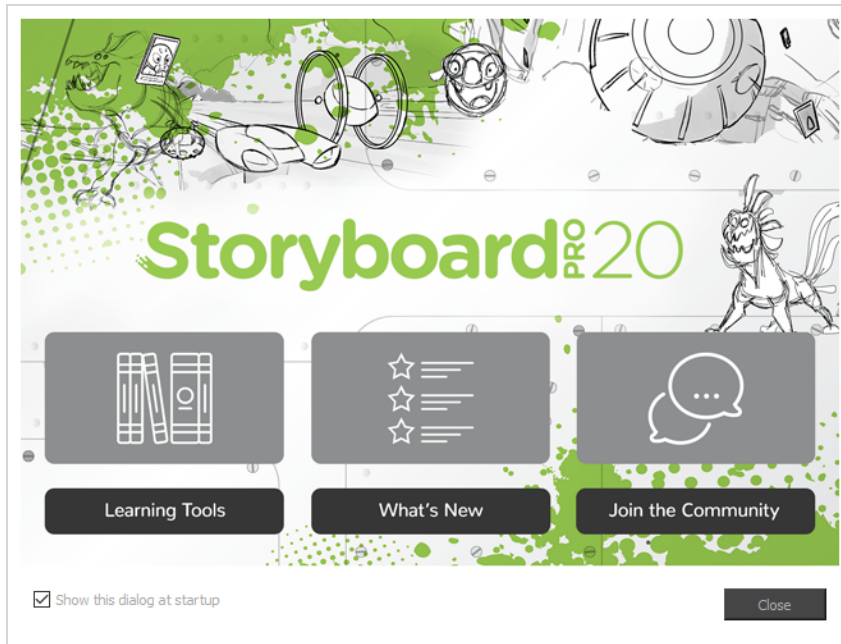 Storyboard PRO 20
Learning Tools
What's New
Join the Community
Show this dialog at startup
Close